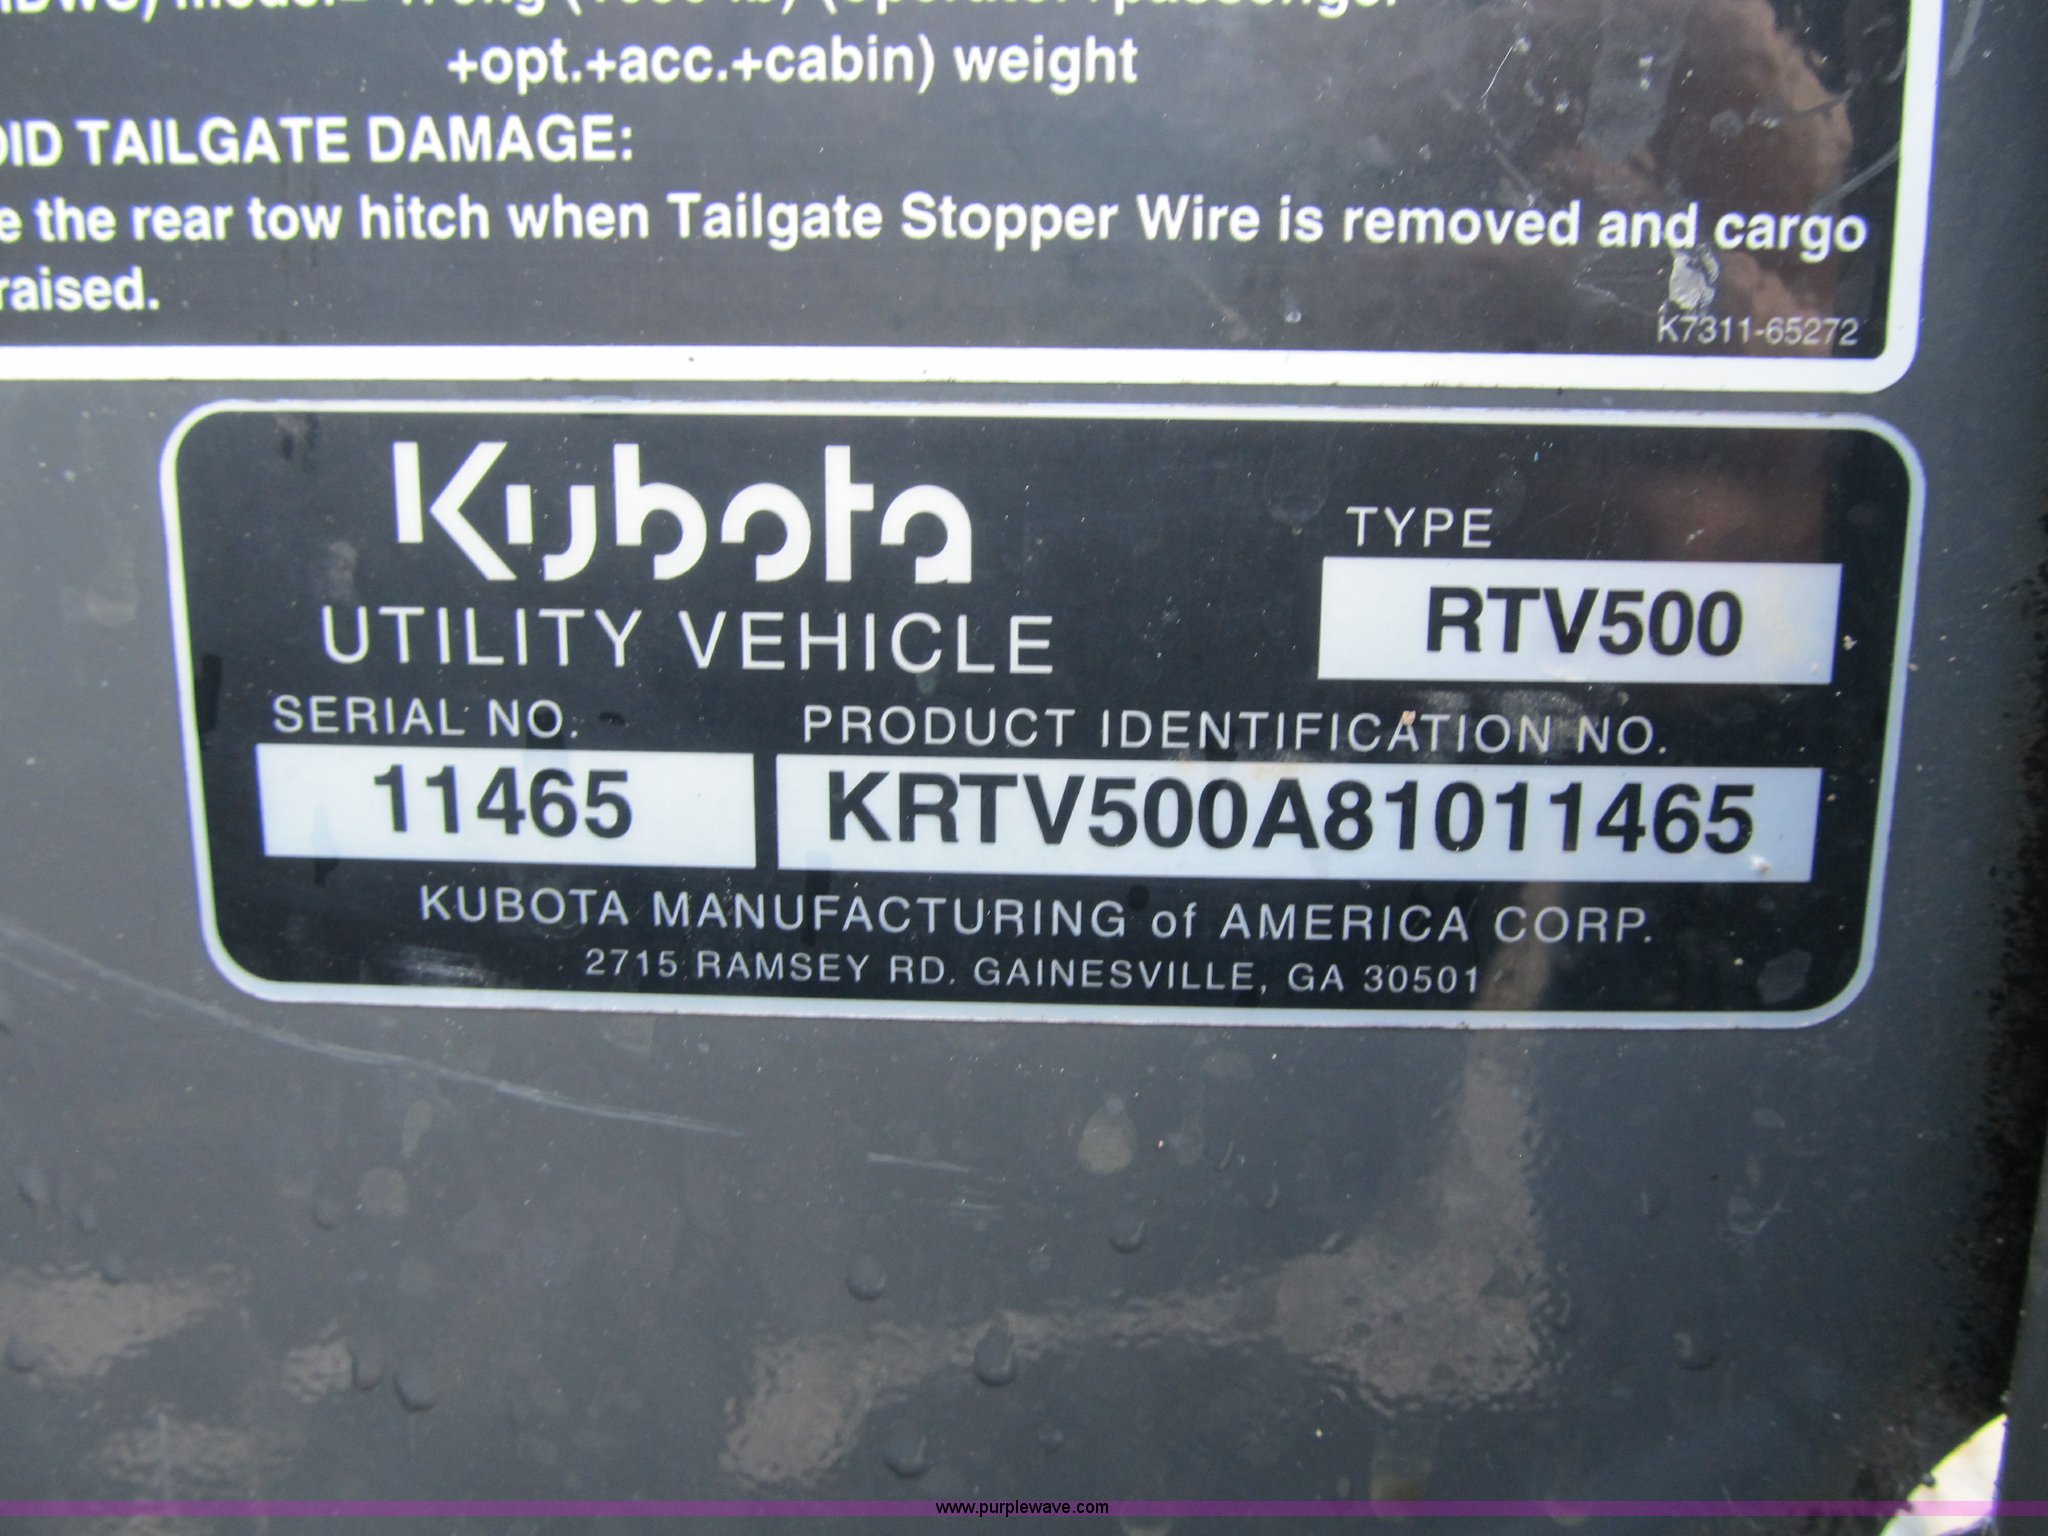 +opt.+acc.+cabin) weight
TAILGATE DAMAGE:
the rear tow hitch when Tailgate Stopper Wire is removed and cargo
raised.
K7311-65272
Kubota
UTILITY VEHICLE
TYPE
RTV500
SERIAL NO.
PRODUCT IDENTIFICATION NO.
11465
KRTV500A81011465
KUBOTA MANUFACTURING of AMERICA CORP.
2715 RAMSEY RD. GAINESVILLE, GA 30501
www.purplewave.com